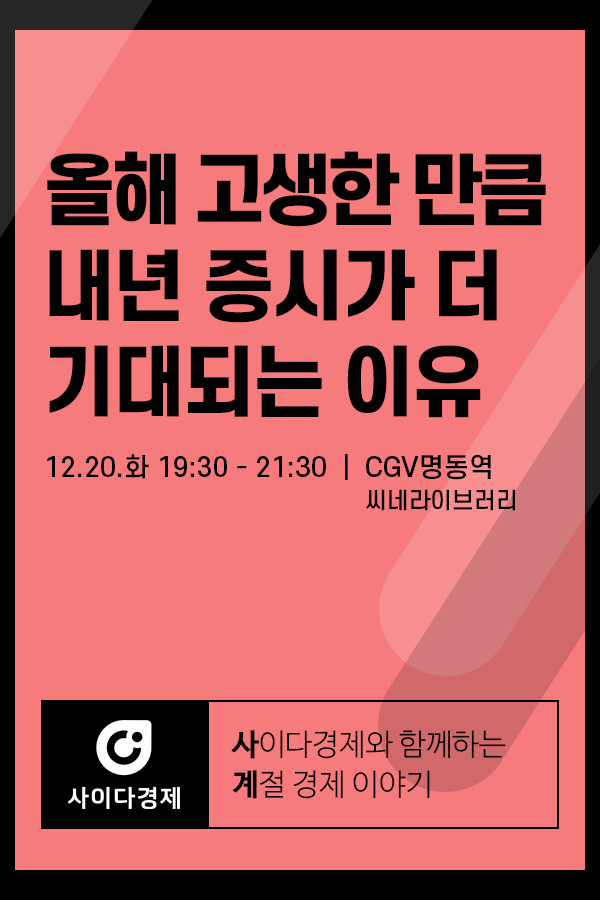 올해 고생한 만큼
내년 증시가 더
기대되는 이유
12.20.화 19:30 - 21:30 | CGV명동역
씨네라이브러리
사이다경제
사이다경제와 함께하는
계절 경제 이야기